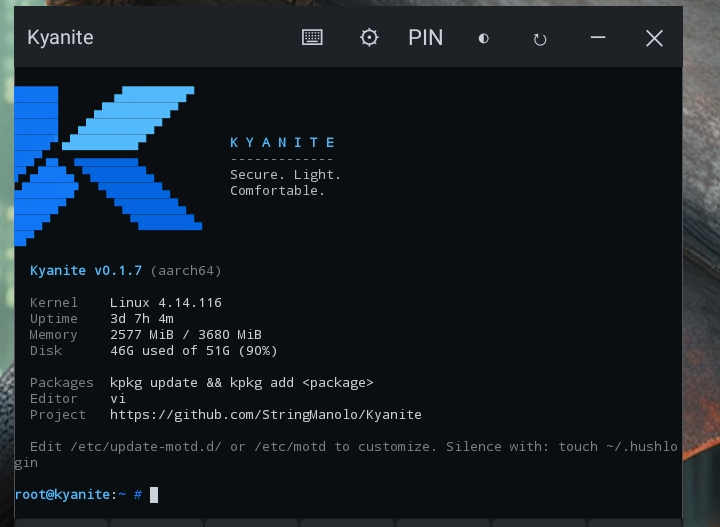 Kyanite PIN
K Y A N I T E
-------------
Secure. Light.
Comfortable.
Kyanite v0.1.7 (aarch64)
Kernel Linux 4.14.116
Uptime 3d 7h 4m
Memory 2577 MiB / 3680 MiB
Disk 46G used of 51G (90%)
Packages kpkg update && kpkg add <package>
Editor vi
Project https://github.com/StringManolo/Kyanite
Edit /etc/update-motd.d/ or /etc/motd to customize. Silence with: touch ~/.hushlo
gin
root@kyanite:~ #